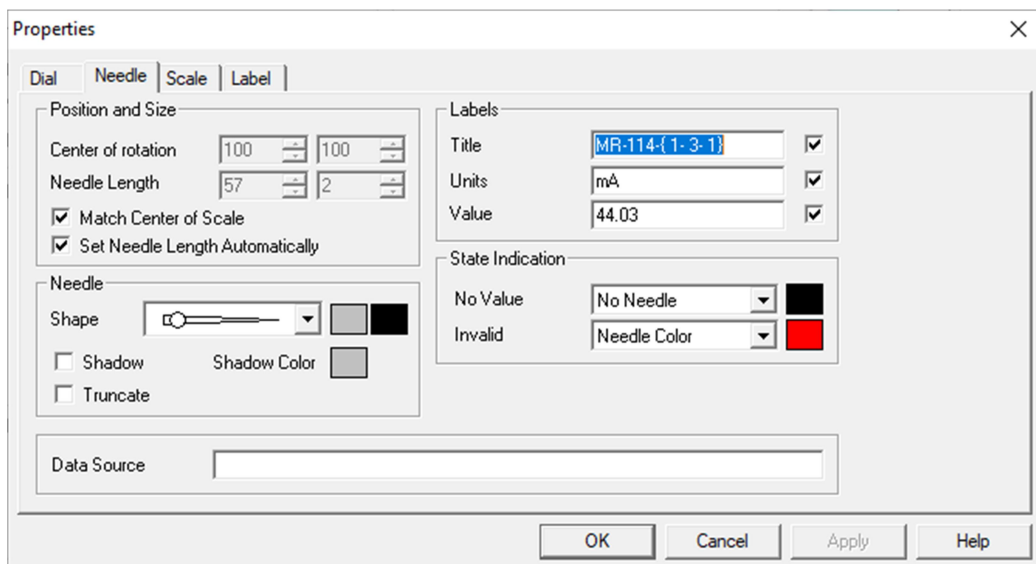 Properties
Dial Needle Scale Label
Position and Size
Center of rotation 100 100
Needle Length 57 2
Match Center of Scale
Set Needle Length Automatically
Needle
Shape
Shadow Shadow Color
Truncate
Labels
Title MR-114-{ 1- 3- 1}
Units mA
Value 44.03
State Indication
No Value No Needle
Invalid Needle Color
Data Source
OK Cancel Apply Help